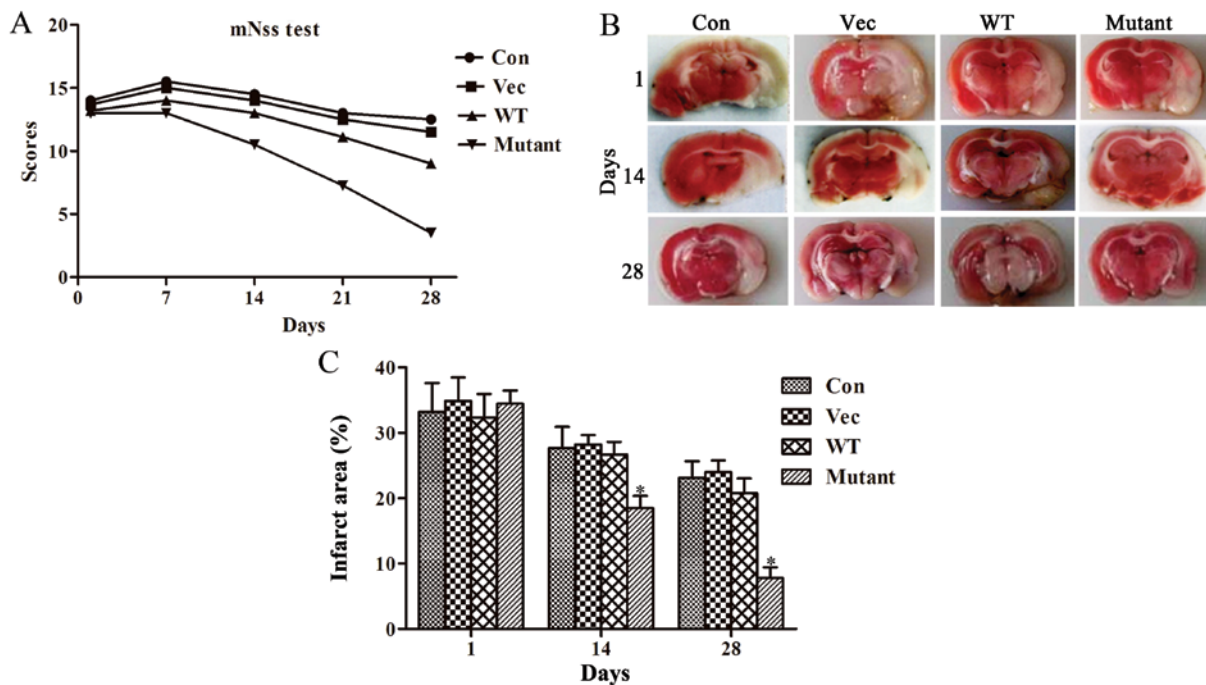 A
mNss test
20
15
10
5
0
Scores
0 7 14 21 28
Days
Con
Vec
WT
Mutant
B
Con Vec WT Mutant
Days
1
14
28
C
40
30
20
10
0
Infarct area (%)
* *
1 14 28
Days
Con
Vec
WT
Mutant